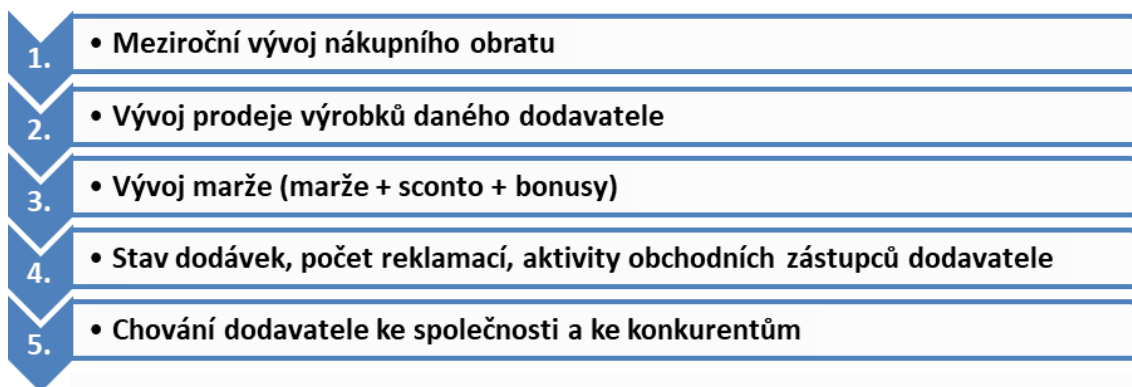 1. • Meziroční vývoj nákupního obratu
2. • Vývoj prodeje výrobků daného dodavatele
3. • Vývoj marže (marže + sconto + bonusy)
4. • Stav dodávek, počet reklamací, aktivity obchodních zástupců dodavatele
5. • Chování dodavatele ke společnosti a ke konkurentům